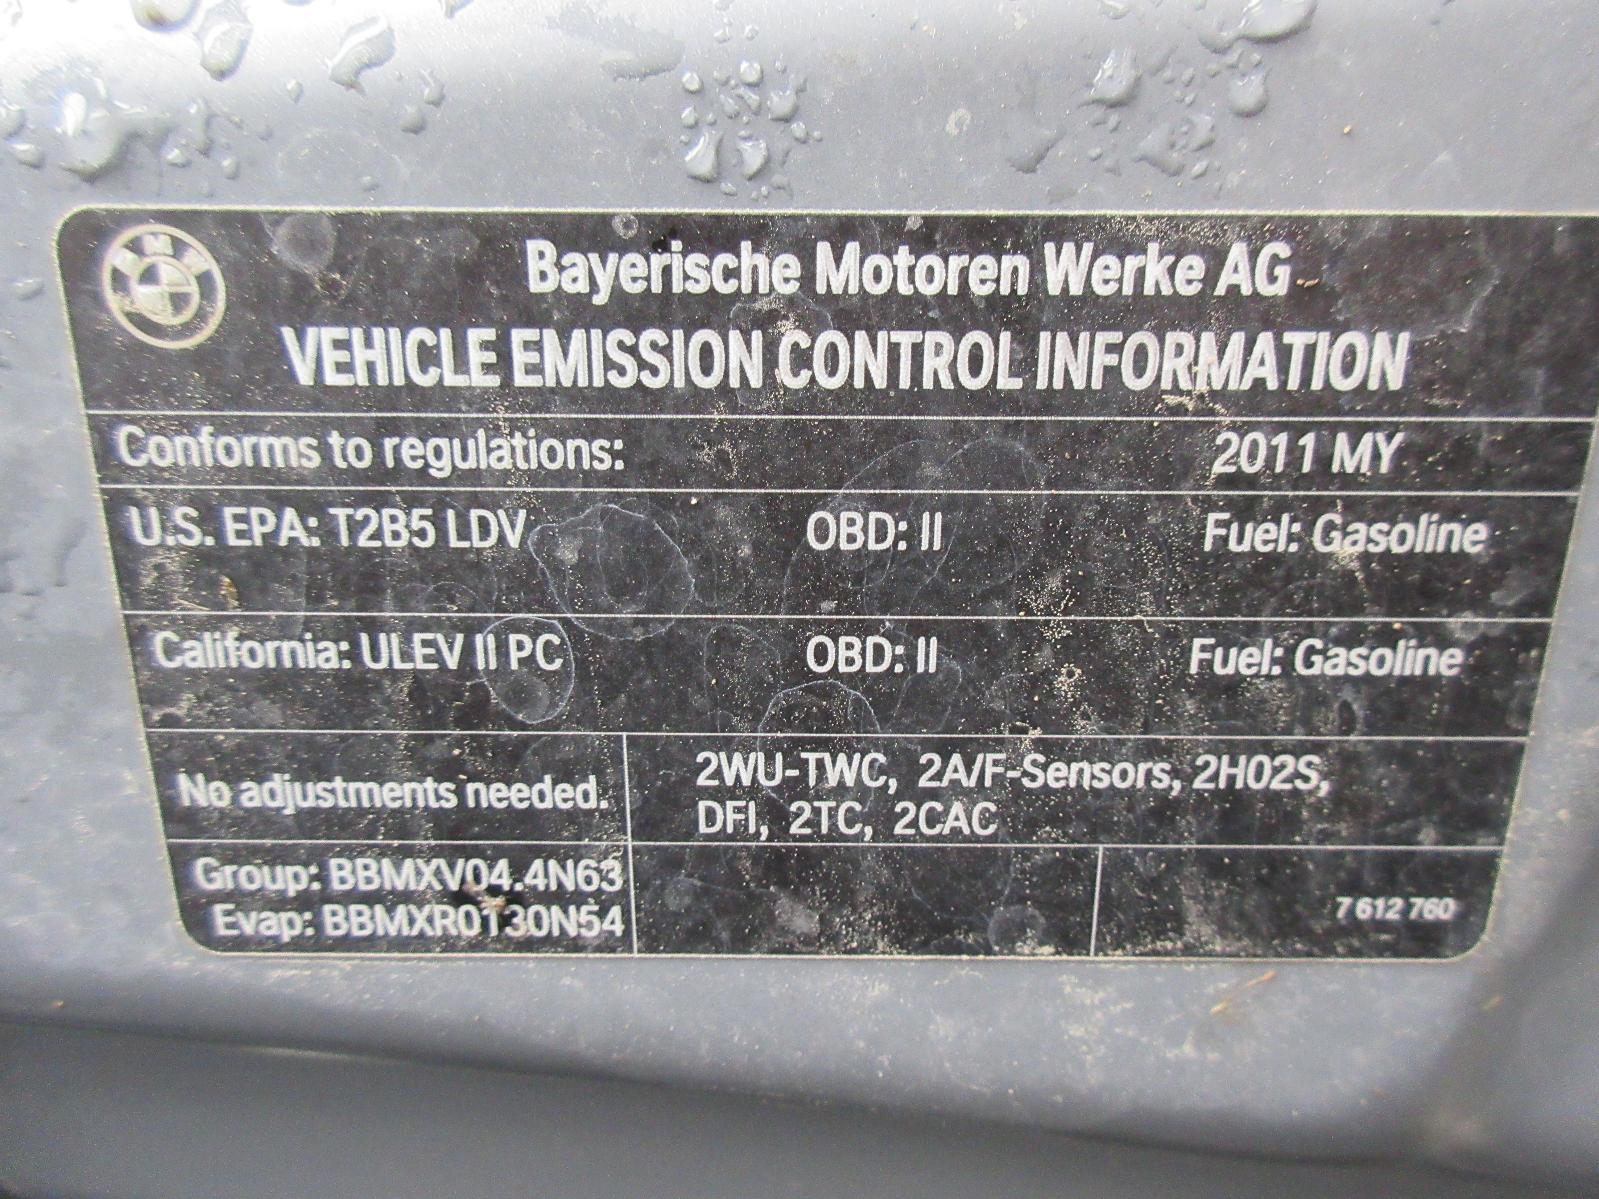 BMW
Bayerische Motoren Werke AG
VEHICLE EMISSION CONTROL INFORMATION
Conforms to regulations: 2011 MY
U.S. EPA: T2B5 LDV OBD: II Fuel: Gasoline
California: ULEV II PC OBD: II Fuel: Gasoline
No adjustments needed.
2WU-TWC, 2A/F-Sensors, 2H02S,
DFI, 2TC, 2CAC
Group: BBMXV04.4N63
Evap: BBMXR0130N54
7 612 760